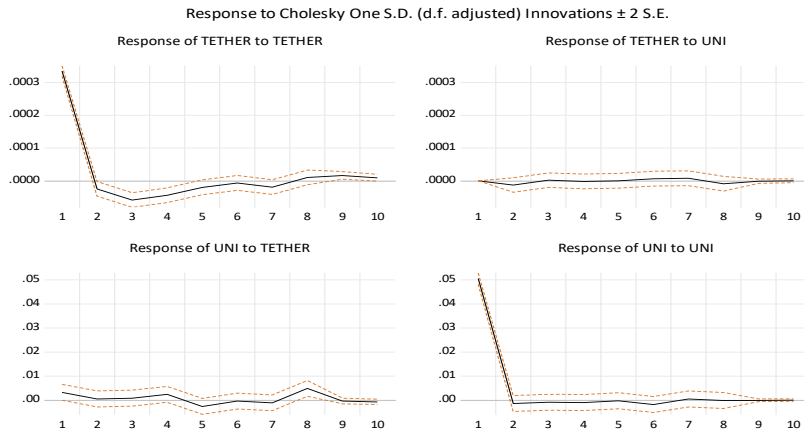 Response to Cholesky One S.D. (d.f. adjusted) Innovations ± 2 S.E.
Response of TETHER to TETHER
.0003
.0002
.0001
.0000
1 2 3 4 5 6 7 8 9 10
Response of TETHER to UNI
.0003
.0002
.0001
.0000
1 2 3 4 5 6 7 8 9 10
Response of UNI to TETHER
.05
.04
.03
.02
.01
.00
1 2 3 4 5 6 7 8 9 10
Response of UNI to UNI
.05
.04
.03
.02
.01
.00
1 2 3 4 5 6 7 8 9 10